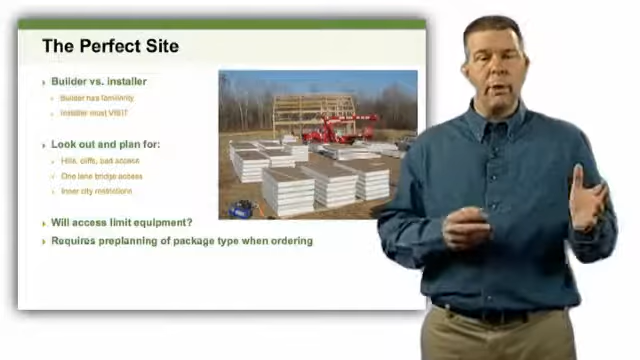 The Perfect Site
Builder vs. installer
Builder has familiarity
Installer must VISIT
Look out and plan for:
Hills, cliffs, bad access
One lane bridge access
Inner city restrictions
Will access limit equipment?
Requires preplanning of package type when ordering